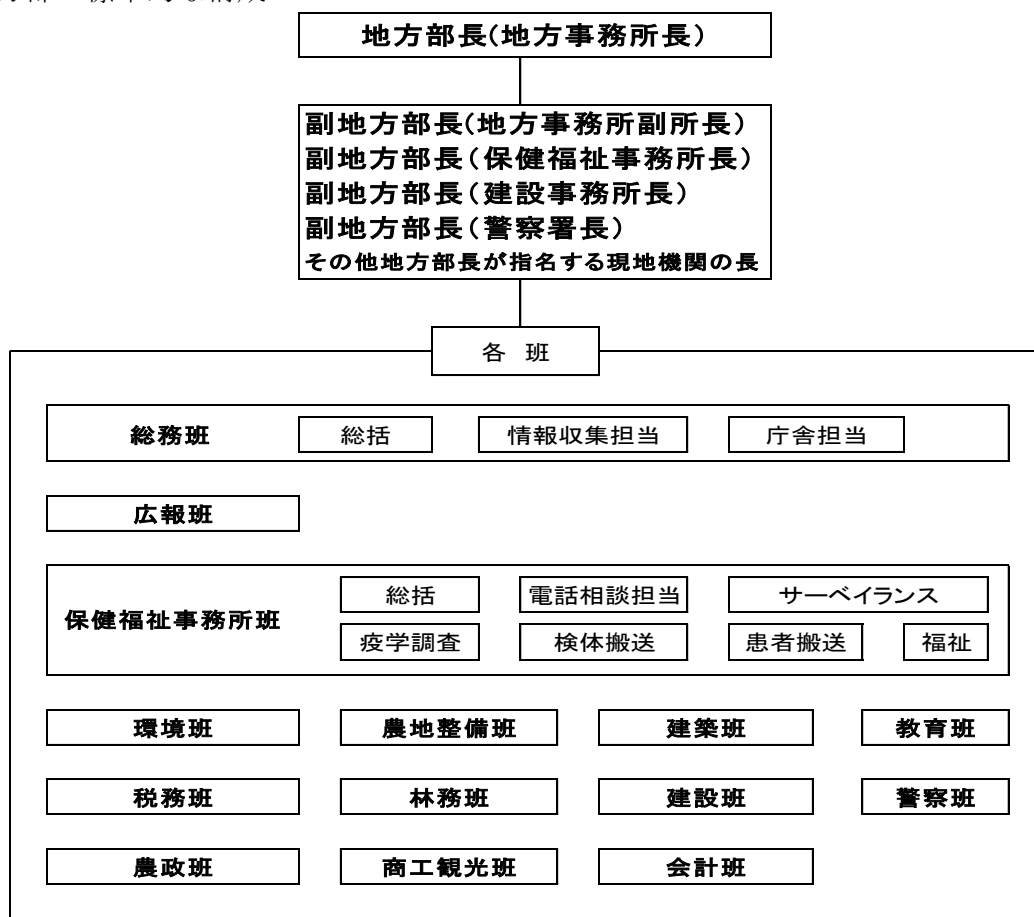 地方部長(地方事務所長)
副地方部長(地方事務所副所長)
副地方部長(保健福祉事務所長)
副地方部長(建設事務所長)
副地方部長(警察署長)
その他地方部長が指名する現地機関の長
各 班
総務班 総括 情報収集担当 庁舎担当
広報班
保健福祉事務所班
総括 電話相談担当 サーベイランス
疫学調査 検体搬送 患者搬送 福祉
環境班 農地整備班 建築班 教育班
税務班 林務班 建設班 警察班
農政班 商工観光班 会計班